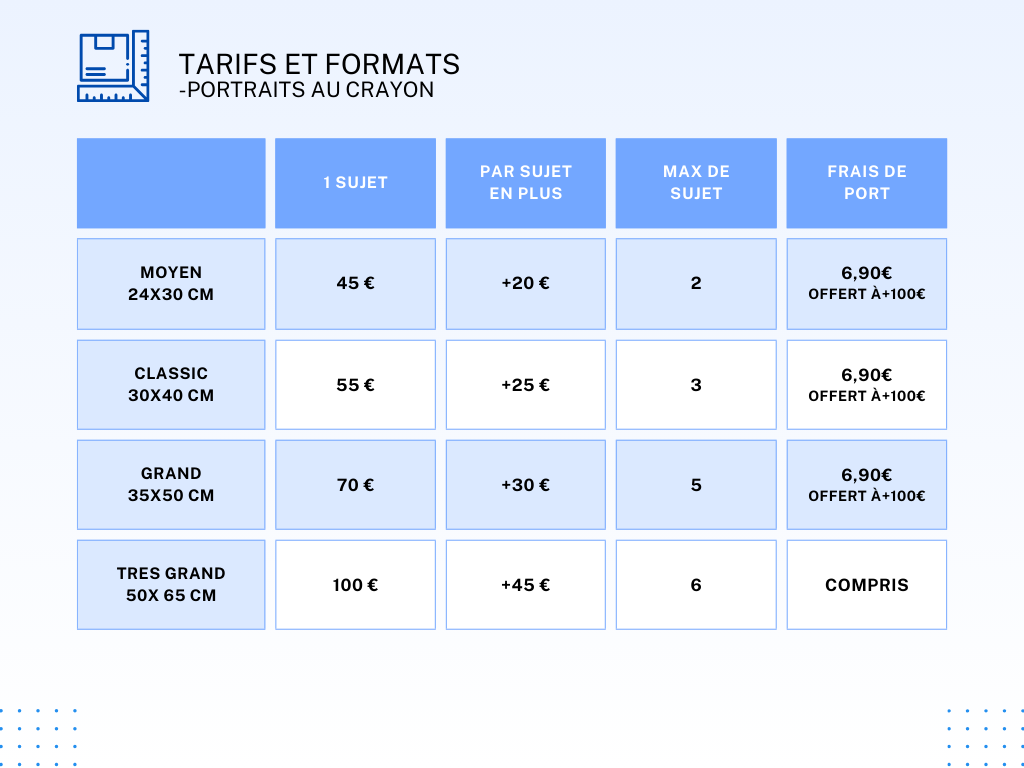 TARIFS ET FORMATS
-PORTRAITS AU CRAYON
1 SUJET
PAR SUJET
EN PLUS
MAX DE
SUJET
FRAIS DE
PORT
MOYEN
24X30 CM
45 €
+20 €
2
6,90€
OFFERT À+100€
CLASSIC
30X40 CM
55 €
+25 €
3
6,90€
OFFERT À+100€
GRAND
35X50 CM
70 €
+30 €
5
6,90€
OFFERT À+100€
TRES GRAND
50X 65 CM
100 €
+45 €
6
COMPRIS